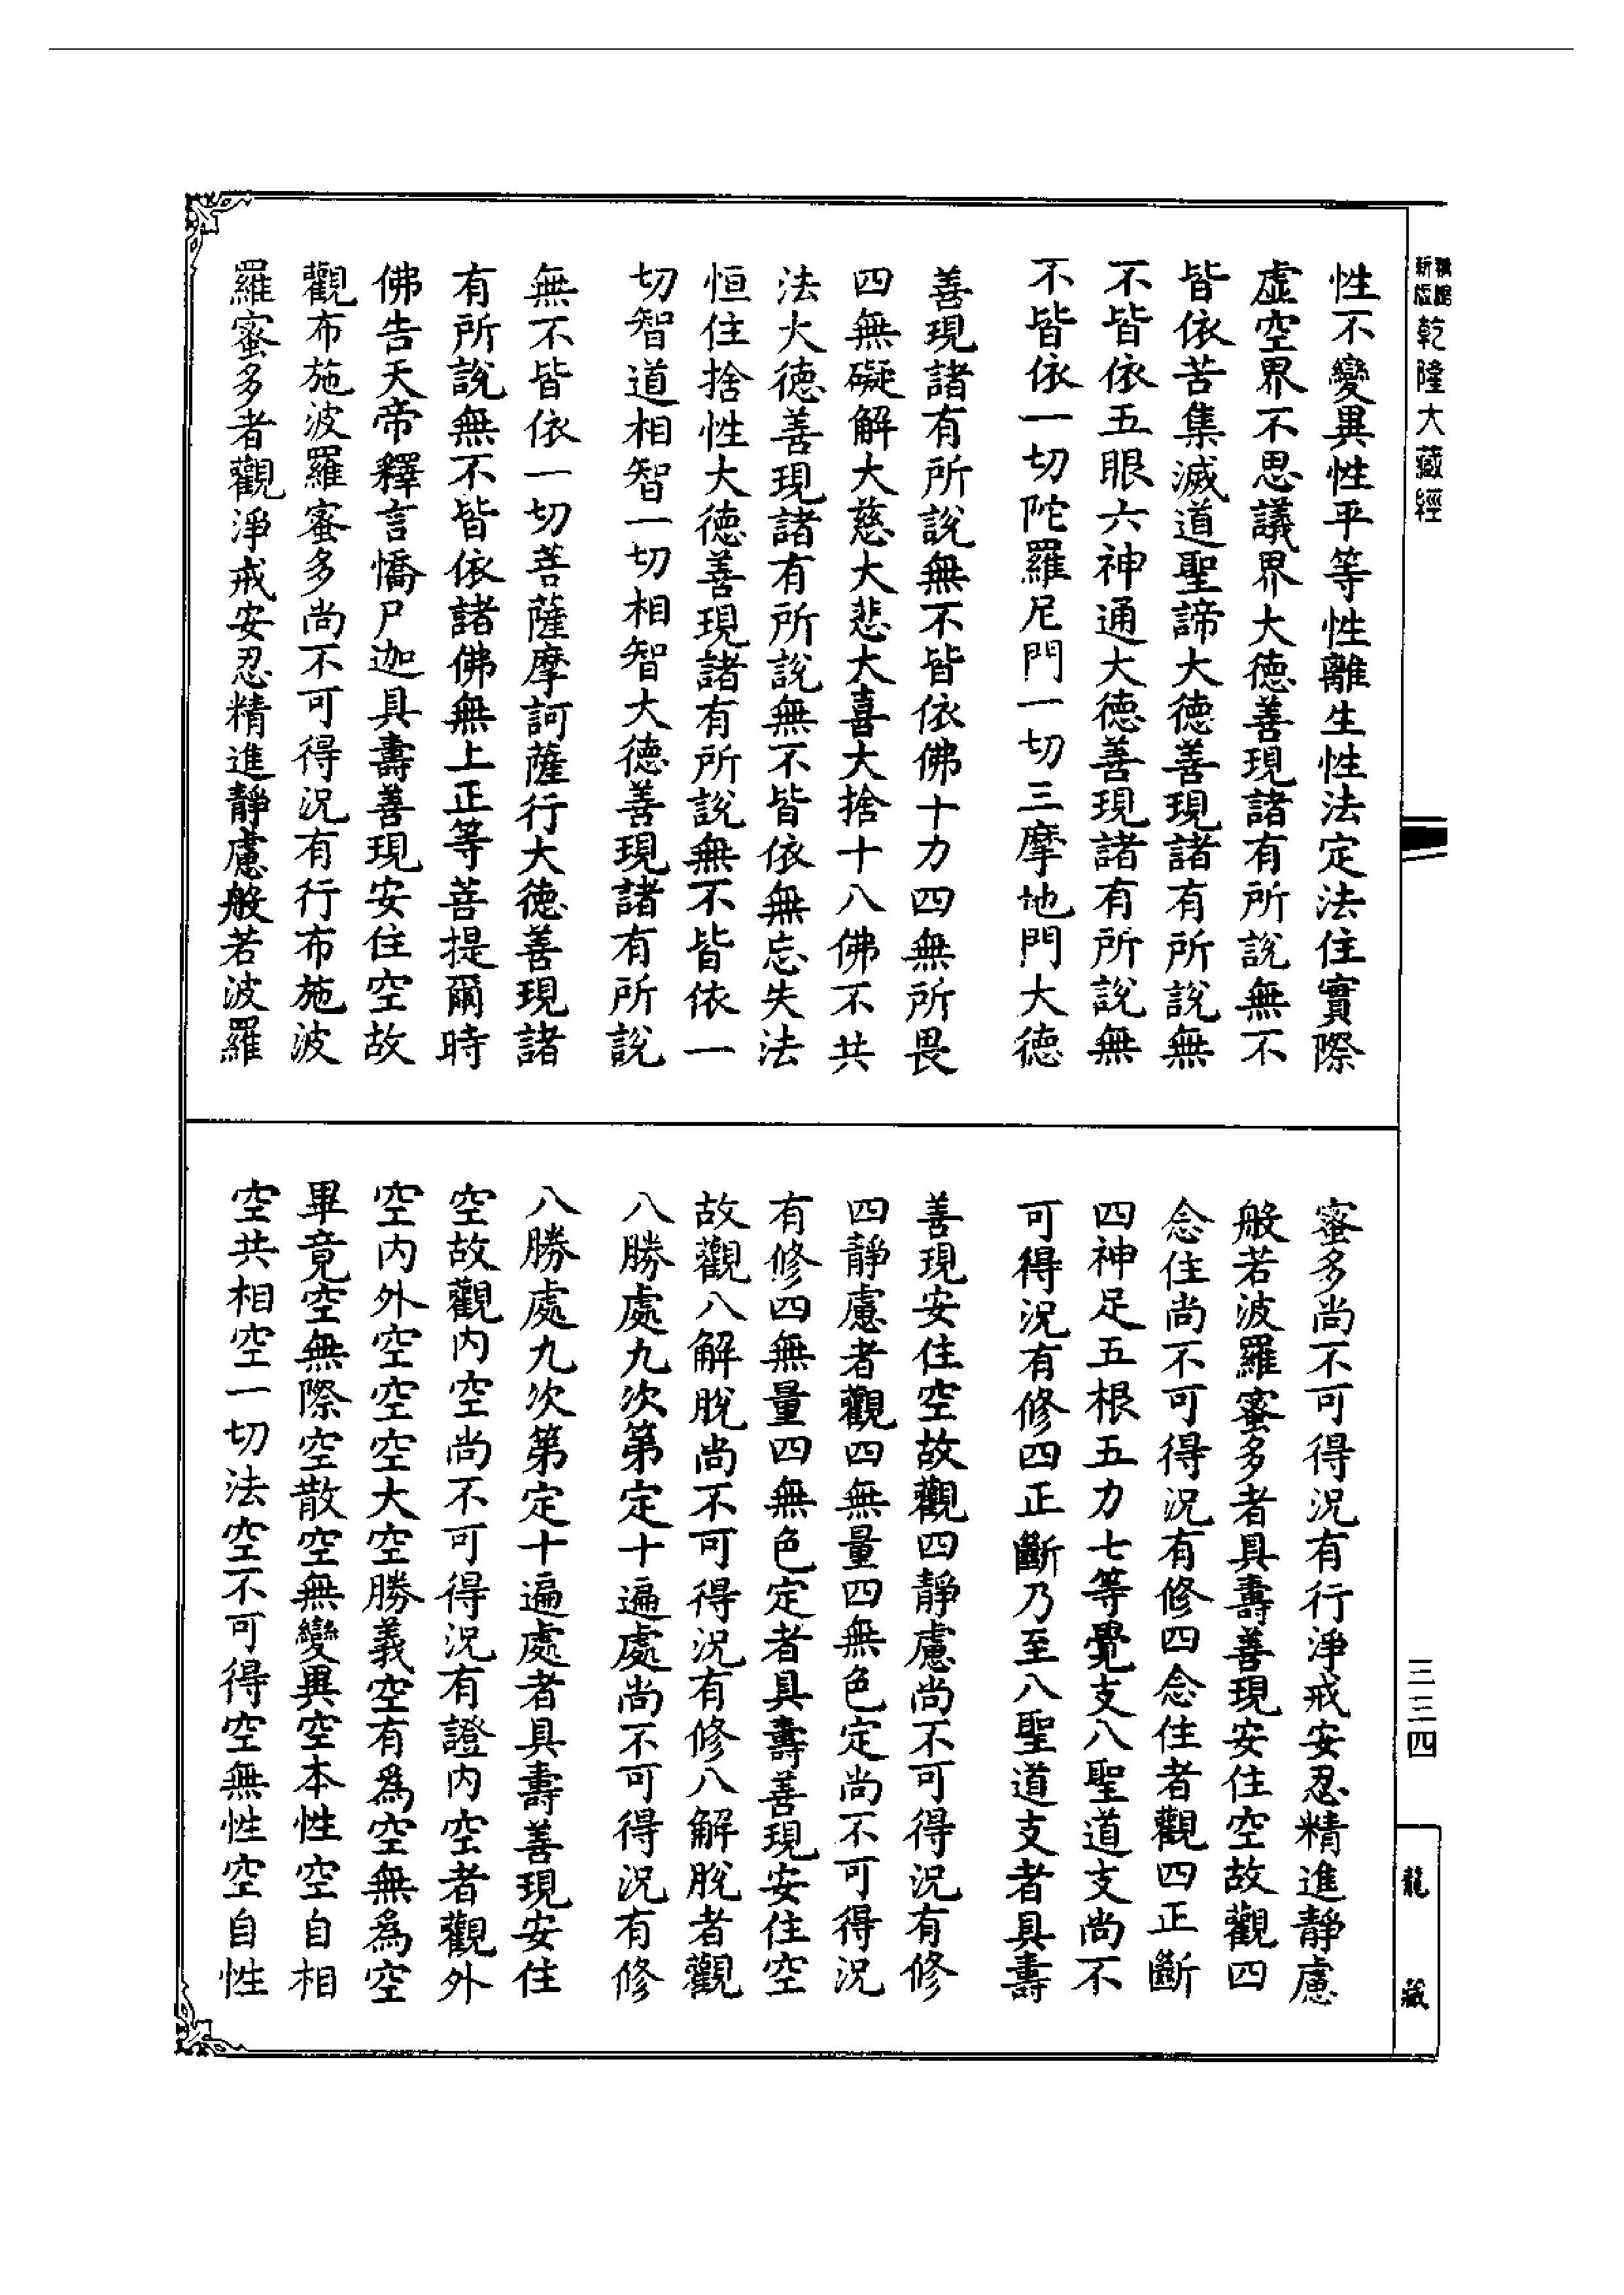 乾隆大藏經
性不變異性平等性離生性法定法住實際
虛空界不思議界大德善現諸有所說無不
皆依苦集滅道聖諦大德善現諸有所說無
不皆依五眼六神通大德善現諸有所說無
不皆依一切陀羅尼門一切三摩地門大德
善現諸有所說無不皆依佛十力四無所畏
四無礙解大慈大悲大喜大捨十八佛不共
法大德善現諸有所說無不皆依無忘失法
恒住捨性大德善現諸有所說無不皆依一
切智道相智一切相智大德善現諸有所說
無不皆依一切菩薩摩訶薩行大德善現諸
有所說無不皆依諸佛無上正等菩提爾時
佛告天帝釋言憍尸迦具壽善現安住空故
觀布施波羅蜜多尚不可得況有行布施波
羅蜜多者觀淨戒安忍精進靜慮般若波羅
蜜多尚不可得況有行淨戒安忍精進靜慮
般若波羅蜜多者具壽善現安住空故觀四
念住尚不可得況有修四念住者觀四正斷
四神足五根五力七等覺支八聖道支尚不
可得況有修四正斷乃至八聖道支者具壽
善現安住空故觀四靜慮尚不可得況有修
四靜慮者觀四無量四無色定尚不可得況
有修四無量四無色定者具壽善現安住空
故觀八解脫尚不可得況有修八解脫者觀
八勝處九次第定十遍處尚不可得況有修
八勝處九次第定十遍處者具壽善現安住
空故觀內空尚不可得況有證內空者觀外
空內外空空空大空勝義空有為空無為空
畢竟空無際空散空無變異空本性空自相
空共相空一切法空不可得空無性空自性
三三四
龍藏